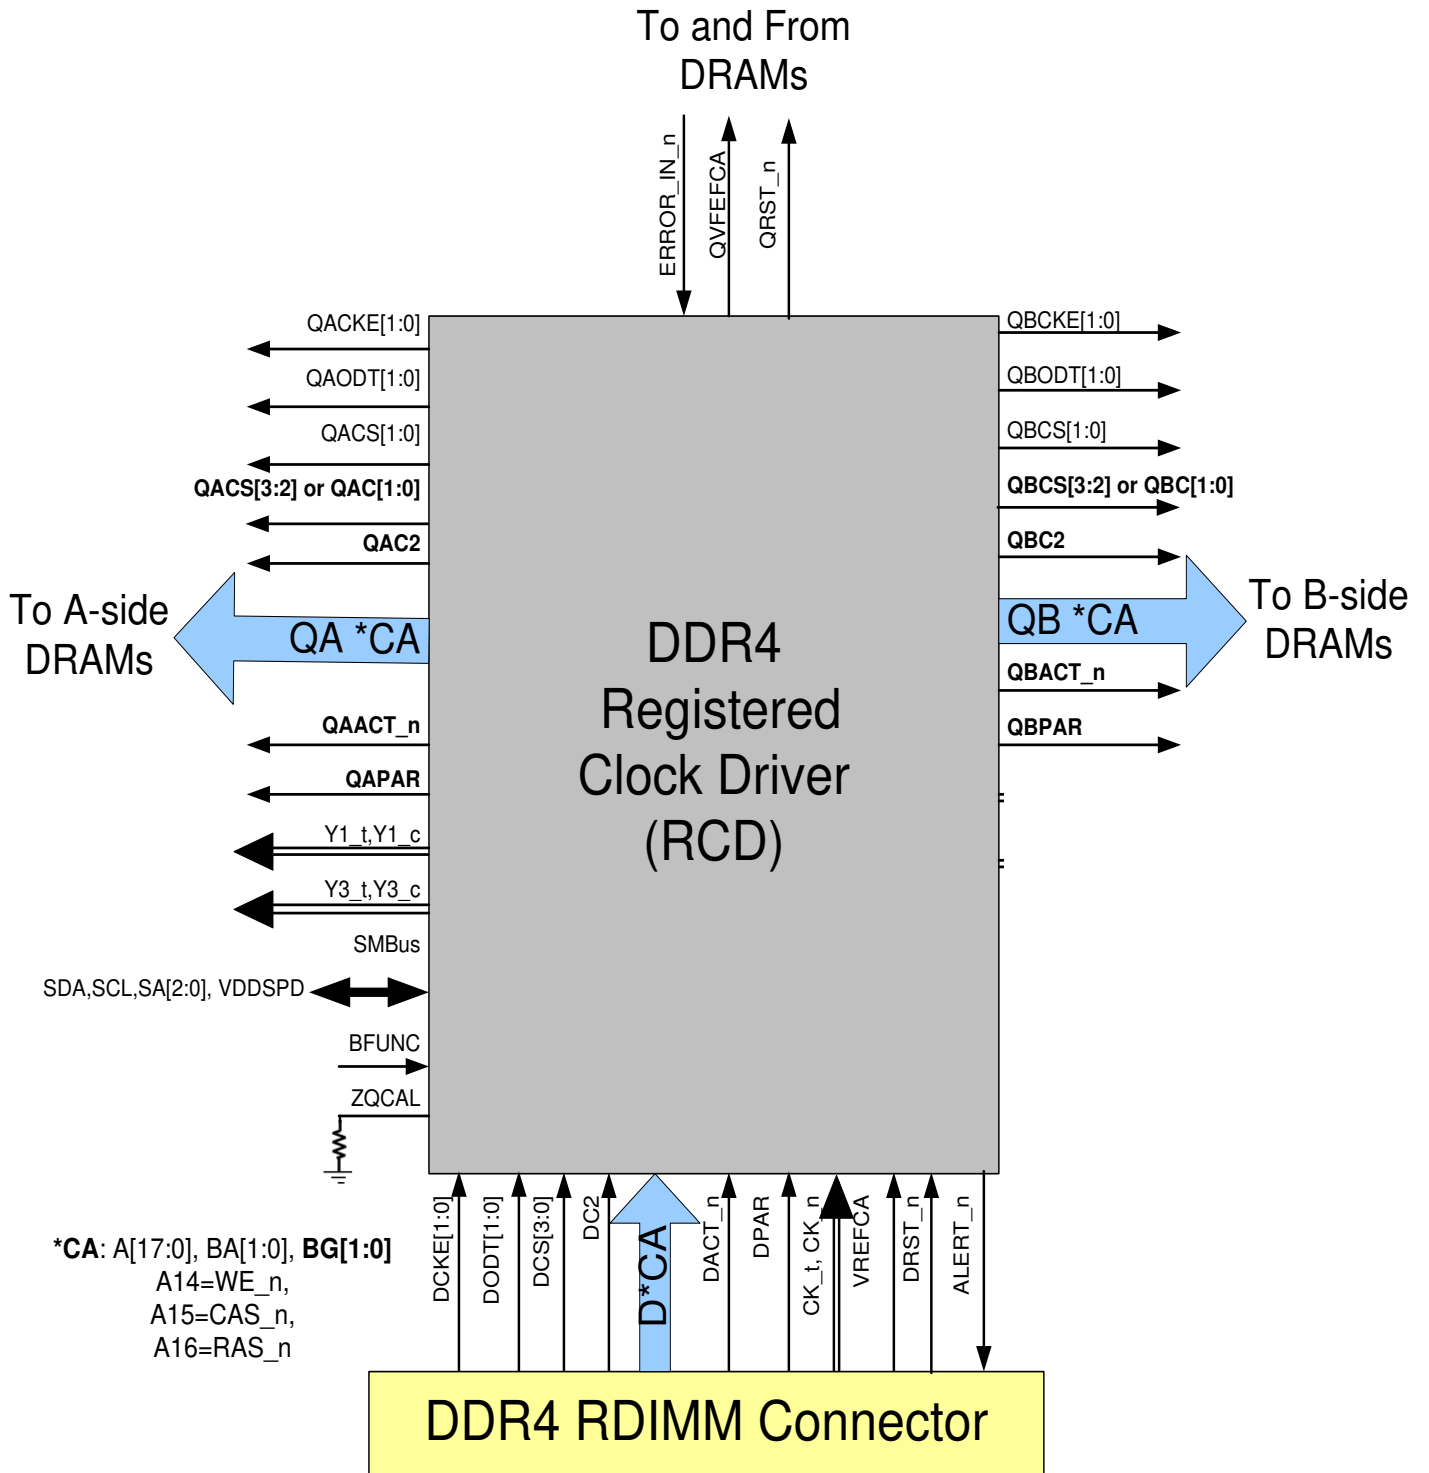 To and From
DRAMs
ERROR_IN_n
QVFEFCA
QRST_n
QACKE[1:0]
QAODT[1:0]
QACS[1:0]
QACS[3:2] or QAC[1:0]
QAC2
To A-side
DRAMs
QA *CA
QAACT_n
QAPAR
Y1_t,Y1_c
Y3_t,Y3_c
SMBus
SDA,SCL,SA[2:0], VDDSPD
BFUNC
ZQCAL
DDR4
Registered
Clock Driver
(RCD)
QBCKE[1:0]
QBODT[1:0]
QBCS[1:0]
QBCS[3:2] or QBC[1:0]
QBC2
QB *CA
To B-side
DRAMs
QBACT_n
QBPAR
*CA: A[17:0], BA[1:0], BG[1:0]
A14=WE_n,
A15=CAS_n,
A16=RAS_n
DCKE[1:0]
DODT[1:0]
DCS[3:0]
DC2
D*CA
DACT_n
DPAR
CK_t, CK_n
VREFCA
DRST_n
ALERT_n
DDR4 RDIMM Connector